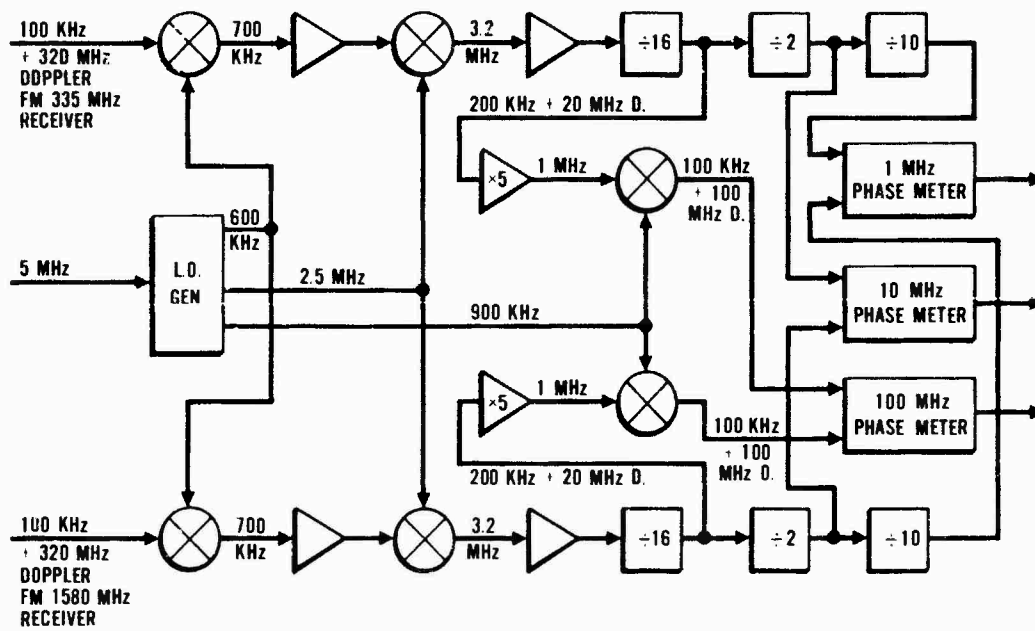 100 KHz
+ 320 MHz
DOPPLER
FM 335 MHz
RECEIVER
700
KHz
3.2
MHz
÷16
÷2
÷10
200 KHz + 20 MHz D.
×5
1 MHz
100 KHz
+ 100
MHz D.
1 MHz
PHASE METER
600
KHz
5 MHz
L.O.
GEN
2.5 MHz
900 KHz
10 MHz
PHASE METER
×5
1 MHz
100 KHz
+ 100
MHz D.
100 MHz
PHASE METER
200 KHz + 20 MHz D.
100 KHz
+ 320 MHz
DOPPLER
FM 1580 MHz
RECEIVER
700
KHz
3.2
MHz
÷16
÷2
÷10